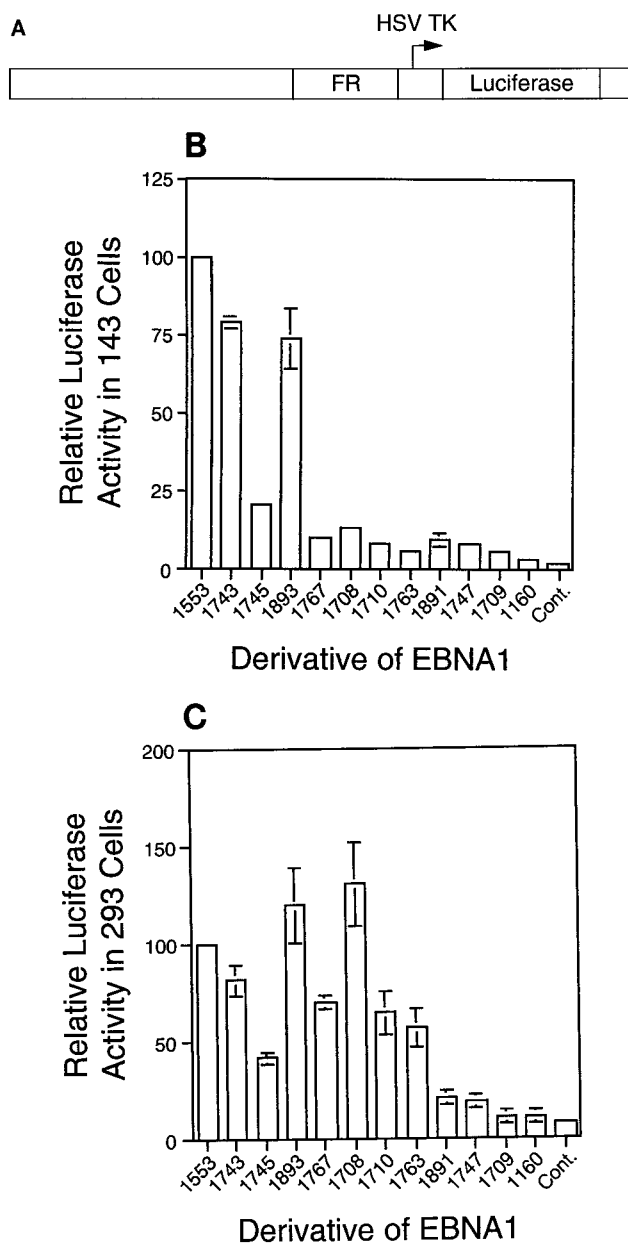 A
HSV TK
FR
Luciferase
B
Relative Luciferase
Activity in 143 Cells
125
100
75
50
25
0
1553
1743
1745
1893
1767
1708
1710
1763
1891
1747
1709
1160
Cont.
Derivative of EBNA1
C
Relative Luciferase
Activity in 293 Cells
200
150
100
50
0
1553
1743
1745
1893
1767
1708
1710
1763
1891
1747
1709
1160
Cont.
Derivative of EBNA1